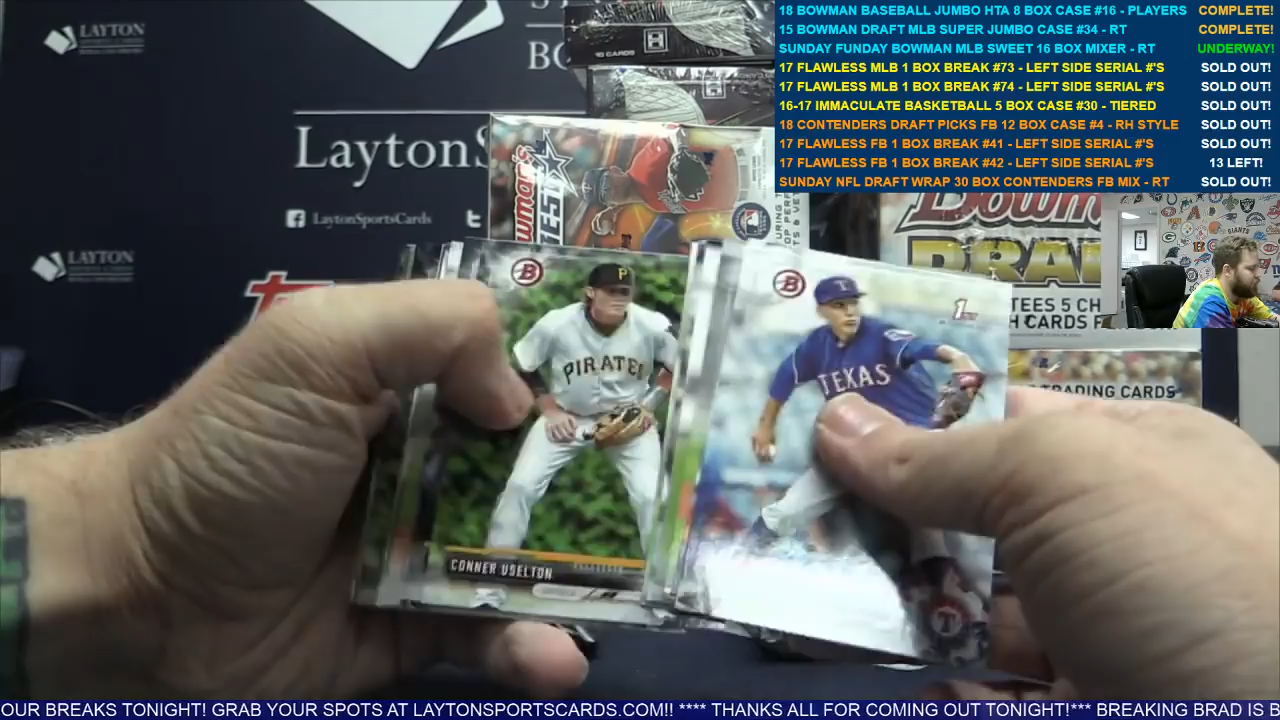 18 BOWMAN BASEBALL JUMBO HTA 8 BOX CASE #16 - PLAYERS COMPLETE!
15 BOWMAN DRAFT MLB SUPER JUMBO CASE #34 - RT COMPLETE!
SUNDAY FUNDAY BOWMAN MLB SWEET 16 BOX MIXER - RT UNDERWAY!
17 FLAWLESS MLB 1 BOX BREAK #73 - LEFT SIDE SERIAL #'S SOLD OUT!
17 FLAWLESS MLB 1 BOX BREAK #74 - LEFT SIDE SERIAL #'S SOLD OUT!
16-17 IMMACULATE BASKETBALL 5 BOX CASE #30 - TIERED SOLD OUT!
18 CONTENDERS DRAFT PICKS FB 12 BOX CASE #4 - RH STYLE SOLD OUT!
17 FLAWLESS FB 1 BOX BREAK #41 - LEFT SIDE SERIAL #'S SOLD OUT!
17 FLAWLESS FB 1 BOX BREAK #42 - LEFT SIDE SERIAL #'S 13 LEFT!
SUNDAY NFL DRAFT WRAP 30 BOX CONTENDERS FB MIX - RT SOLD OUT!
LAYTON
LaytonS
LaytonSportsCards
LAYTON
BEST
TRADING CARDS
B
P
PIRATE
CONNER USELTON
B
T
1st
TEXAS
T
OUR BREAKS TONIGHT! GRAB YOUR SPOTS AT LAYTONSPORTSCARDS.COM!! **** THANKS ALL FOR COMING OUT TONIGHT!*** BREAKING BRAD IS B